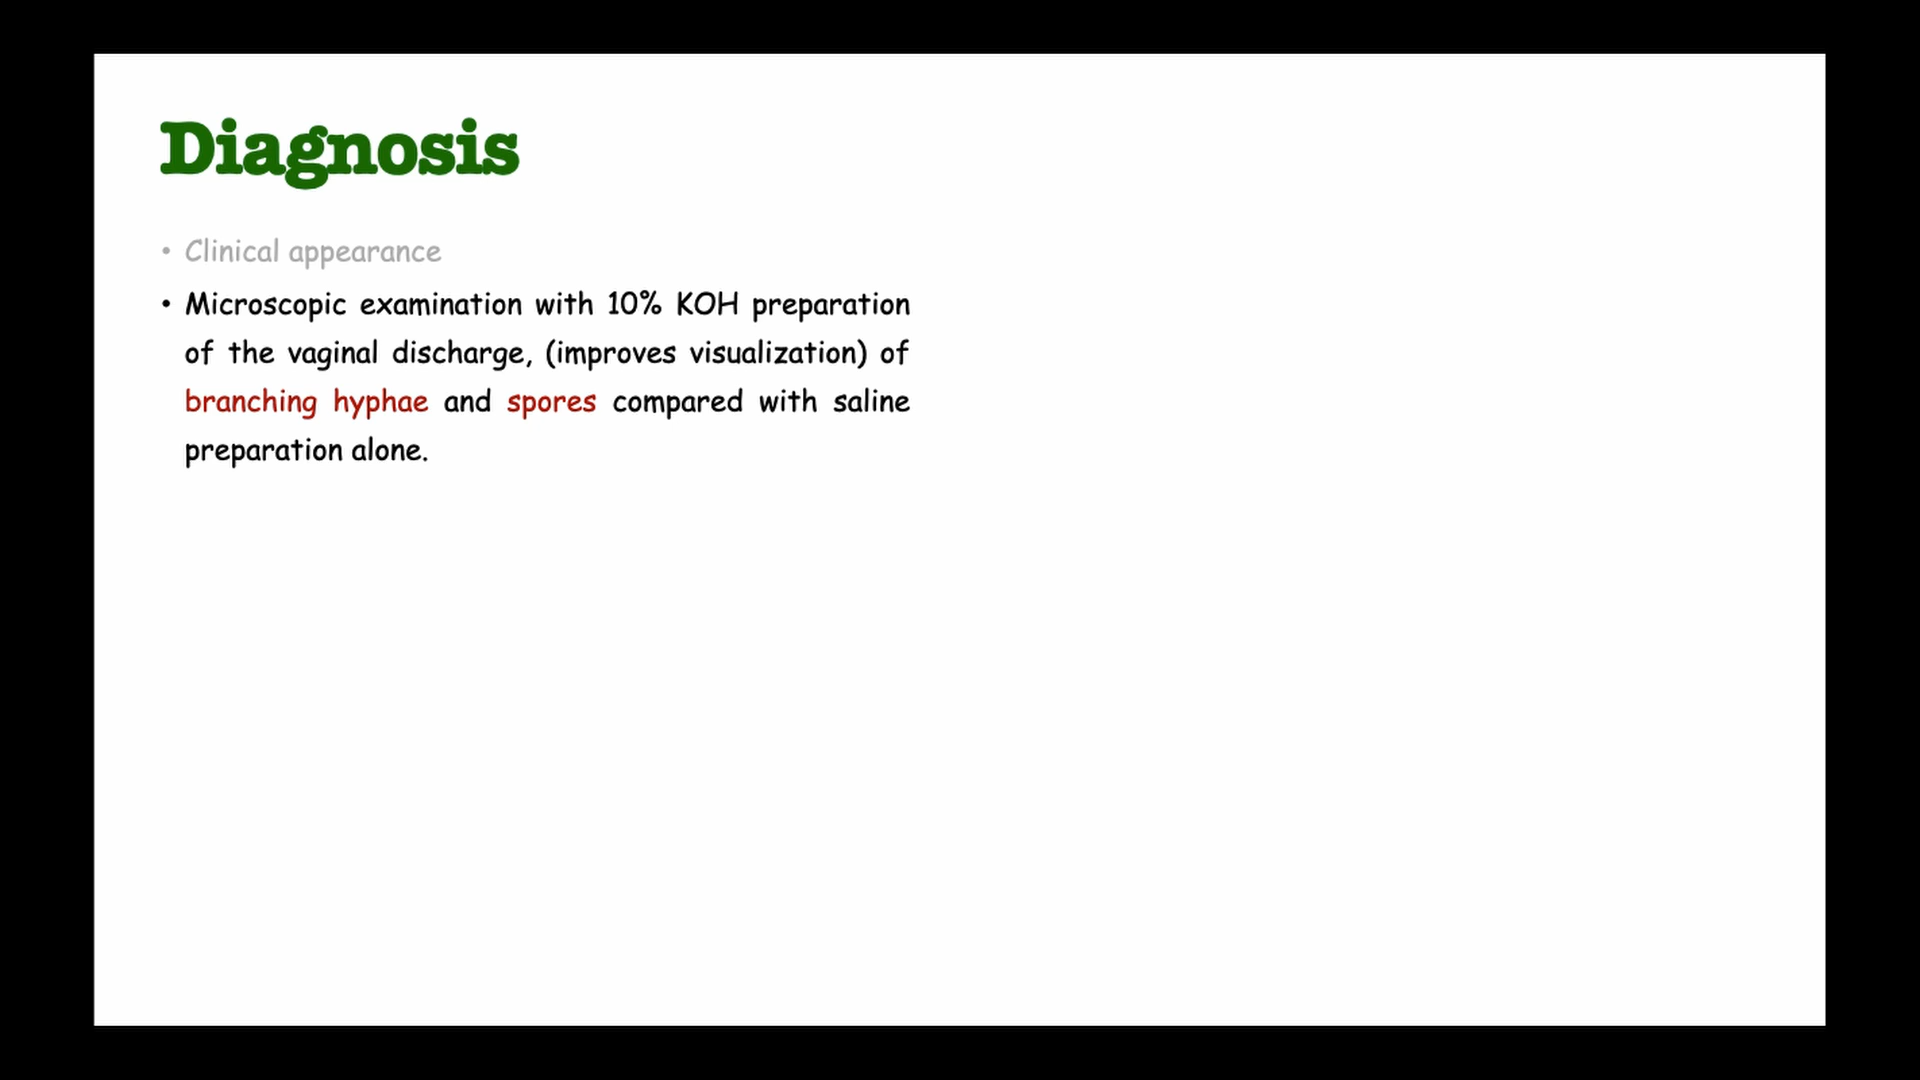 Diagnosis
• Clinical appearance
• Microscopic examination with 10% KOH preparation
of the vaginal discharge, (improves visualization) of
branching hyphae and spores compared with saline
preparation alone.